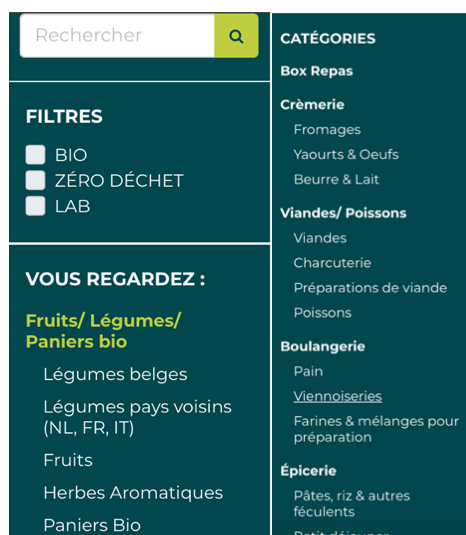 Rechercher
FILTRES
BIO
ZÉRO DÉCHET
LAB
VOUS REGARDEZ :
Fruits/ Légumes/
Paniers bio
Légumes belges
Légumes pays voisins
(NL, FR, IT)
Fruits
Herbes Aromatiques
Paniers Bio
CATÉGORIES
Box Repas
Crèmerie
Fromages
Yaourts & Oeufs
Beurre & Lait
Viandes/ Poissons
Viandes
Charcuterie
Préparations de viande
Poissons
Boulangerie
Pain
Viennoiseries
Farines & mélanges pour
préparation
Épicerie
Pâtes, riz & autres
féculents